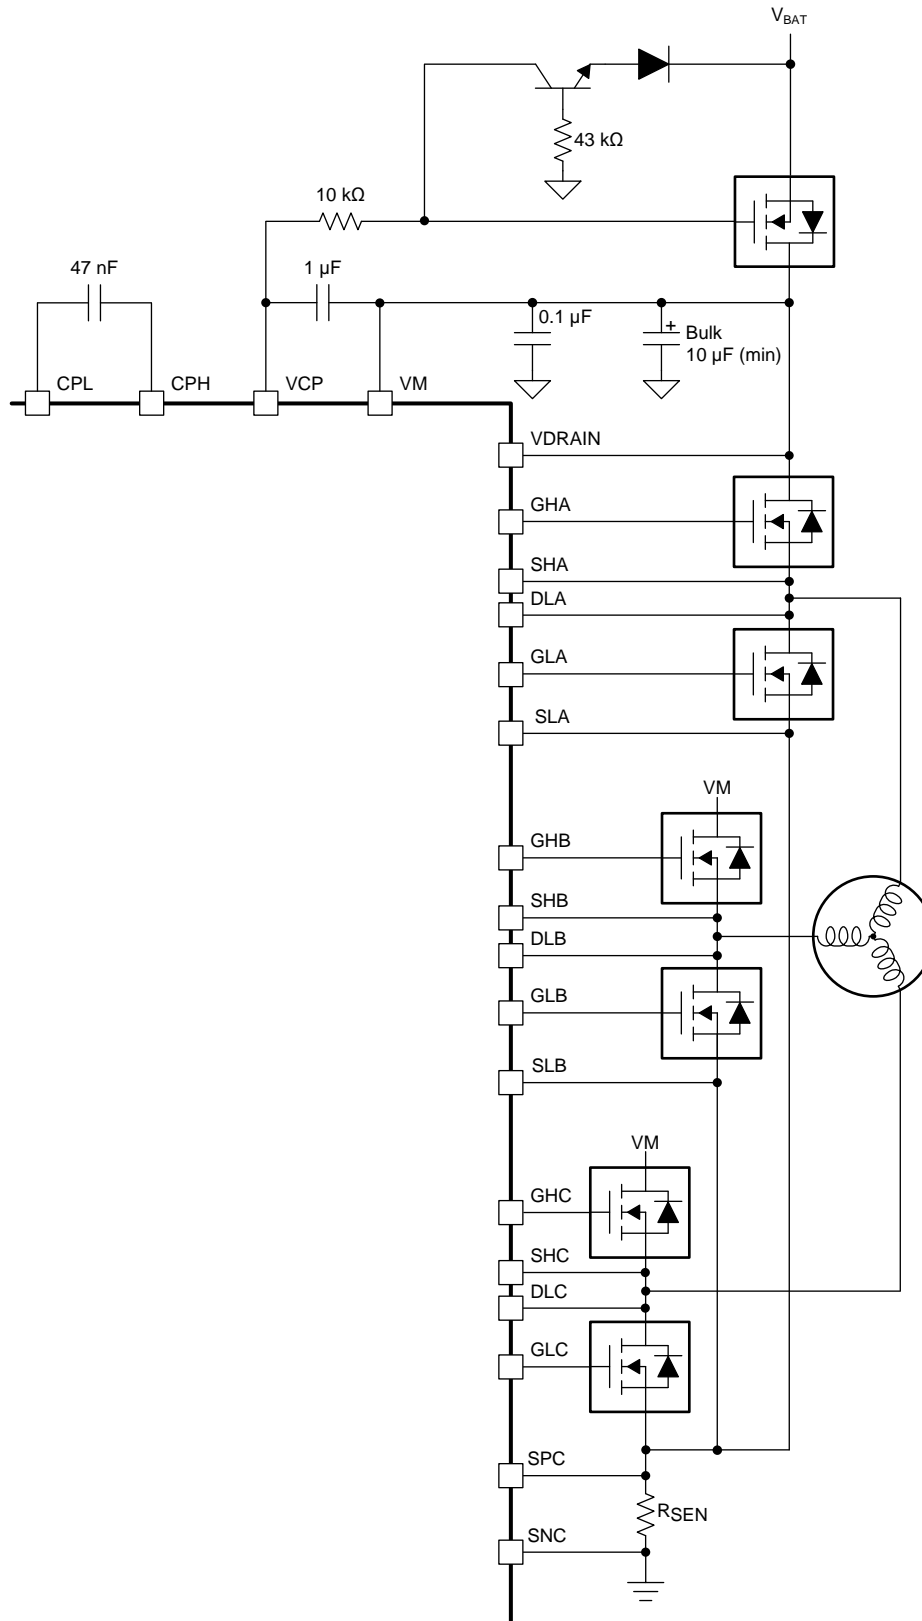 VBAT
43 kΩ
10 kΩ
47 nF
1 µF
0.1 µF
+ Bulk
10 µF (min)
CPL
CPH
VCP
VM
VDRAIN
GHA
SHA
DLA
GLA
SLA
VM
GHB
SHB
DLB
GLB
SLB
VM
GHC
SHC
DLC
GLC
SPC
RSEN
SNC